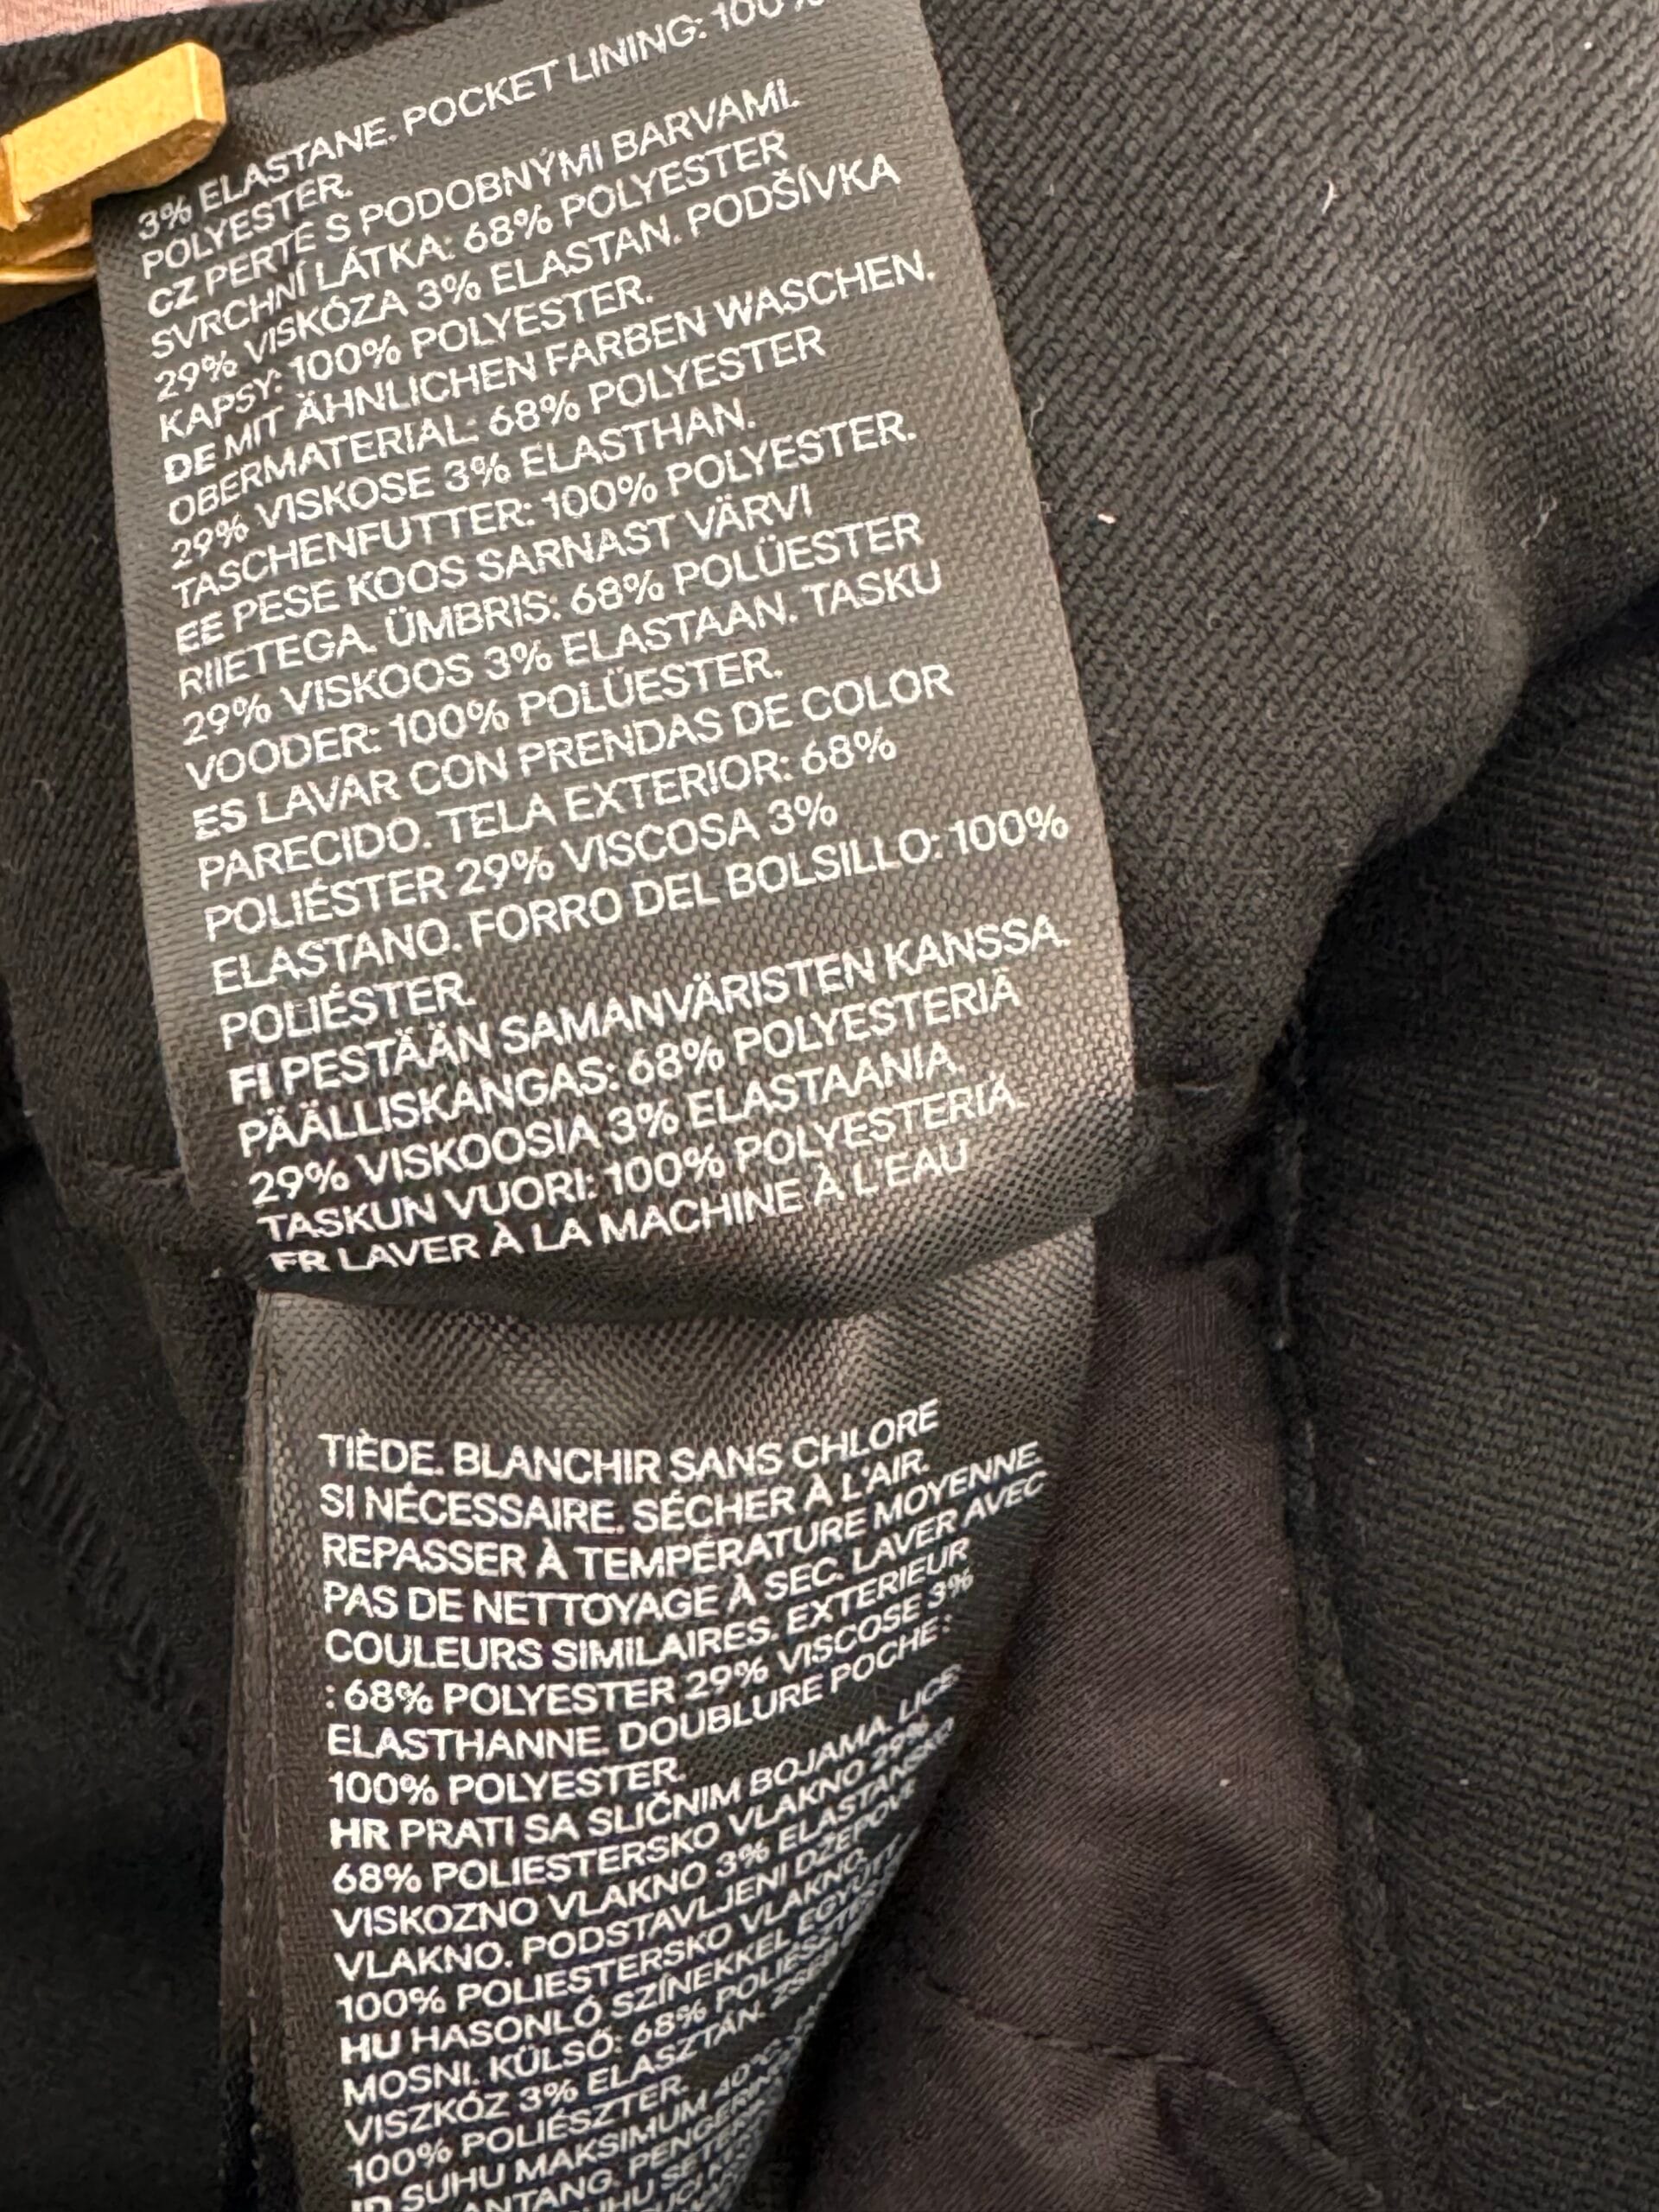 3% ELASTANE. POCKET LINING: 100%
POLYESTER.
CZ PERTE S PODOBNÝMI BARVAMI.
SVRCHNÍ LÁTKA: 68% POLYESTER
29% VISKÓZA 3% ELASTAN. PODŠÍVKA
KAPSY: 100% POLYESTER.
DE MIT ÄHNLICHEN FARBEN WASCHEN.
OBERMATERIAL: 68% POLYESTER
29% VISKOSE 3% ELASTHAN.
TASCHENFUTTER: 100% POLYESTER.
EE PESE KOOS SARNAST VÄRVI
RIIETEGA. ÜMBRIS: 68% POLÜESTER
29% VISKOOS 3% ELASTAAN. TASKU
VOODER: 100% POLÜESTER.
ES LAVAR CON PRENDAS DE COLOR
PARECIDO. TELA EXTERIOR: 68%
POLIÉSTER 29% VISCOSA 3%
ELASTANO. FORRO DEL BOLSILLO: 100%
POLIÉSTER.
FI PESTÄÄN SAMANVÄRISTEN KANSSA.
PÄÄLLISKANGAS: 68% POLYESTERIÄ
29% VISKOOSIA 3% ELASTAANIA.
TASKUN VUORI: 100% POLYESTERIÄ.
FR LAVER À LA MACHINE À L'EAU
TIÈDE. BLANCHIR SANS CHLORE
SI NÉCESSAIRE. SÉCHER À L'AIR.
REPASSER À TEMPÉRATURE MOYENNE.
PAS DE NETTOYAGE À SEC. LAVER AVEC
COULEURS SIMILAIRES. EXTERIEUR
: 68% POLYESTER 29% VISCOSE 3%
ELASTHANNE. DOUBLURE POCHE :
100% POLYESTER.
HR PRATI SA SLIČNIM BOJAMA. LICE:
68% POLIESTERSKO VLAKNO 29%
VISKOZNO VLAKNO 3% ELASTANSKO
VLAKNO. PODSTAVLJENI DŽEPOVI:
100% POLIESTERSKO VLAKNO.
HU HASONLÓ SZÍNEKKEL EGYÜTT
MOSNI. KÜLSŐ: 68% POLIÉSZTER
VISZKÓZ 3% ELASZTÁN.
100% POLIÉSZTER.
ID SUHU MAKSIMUM 40°C.